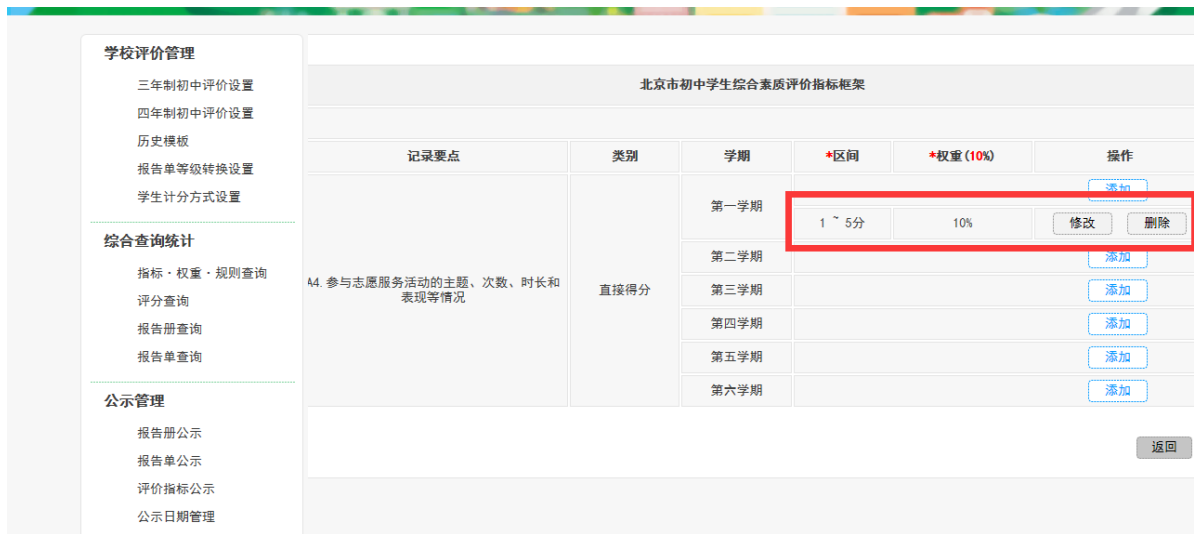 学校评价管理
三年制初中评价设置
四年制初中评价设置
历史模板
报告单等级转换设置
学生计分方式设置
综合查询统计
指标·权重·规则查询
评分查询
报告册查询
报告单查询
公示管理
报告册公示
报告单公示
评价指标公示
公示日期管理
北京市初中学生综合素质评价指标框架
记录要点 类别 学期 *区间 *权重(10%) 操作
A4. 参与志愿服务活动的主题、次数、时长和
表现等情况
直接得分
第一学期 添加
1 ~ 5分 10% 修改 删除
第二学期 添加
第三学期 添加
第四学期 添加
第五学期 添加
第六学期 添加
返回